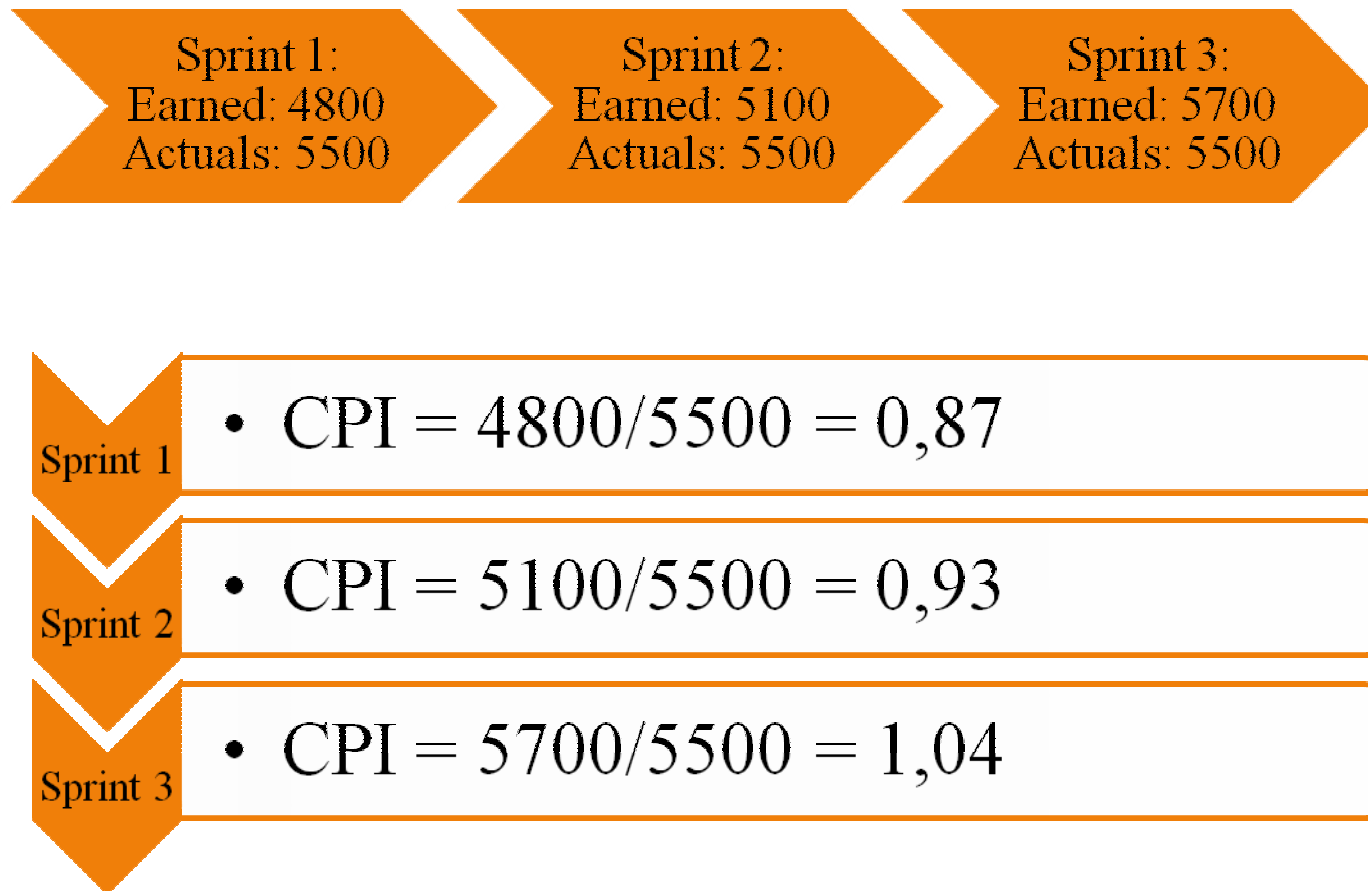 Sprint 1:
Earned: 4800
Actuals: 5500
Sprint 2:
Earned: 5100
Actuals: 5500
Sprint 3:
Earned: 5700
Actuals: 5500
Sprint 1
• CPI = 4800/5500 = 0,87
Sprint 2
• CPI = 5100/5500 = 0,93
Sprint 3
• CPI = 5700/5500 = 1,04